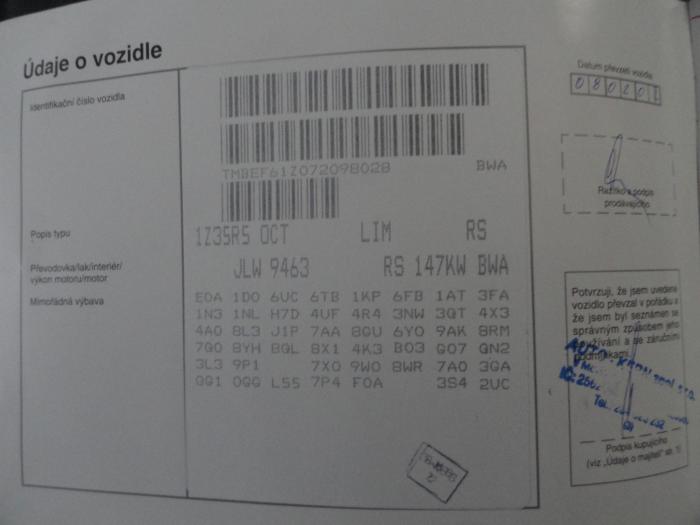 Údaje o vozidle
Identifikační číslo vozidla
TMBEF61Z072098028 BWA
Popis typu
1Z35R5 OCT LIM RS
Převodovka/lak/interiér/
výkon motoru/motor
JLW 9463 RS 147KW BWA
Mimořádná výbava
E0A 1D0 6UC 6TB 1KP 6FB 1AT 3FA
1N3 1NL H7D 4UF 4R4 3NW 3QT 4X3
4A0 8L3 J1P 7AA 8GU 6Y0 9AK 8RM
7Q0 8YH 8GL 8X1 4K3 B03 G07 QN2
3L3 9P1 7X0 9W0 8WR 7A0 3GA
0G1 0GG L55 7P4 F0A 3S4 2UC
Datum převzetí vozidla
Razítko a podpis
prodávajícího
Potvrzuji, že jsem uvedené
vozidlo převzal v pořádku a
že jsem byl seznámen se
správným způsobem jeho
používání a se záručními
podmínkami.
AUTO
Podpis kupujícího
(viz „Údaje o majiteli" str. 1)